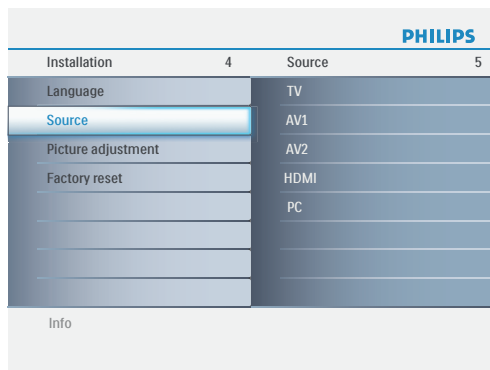 PHILIPS
Installation 4 Source 5
Language TV
Source AV1
Picture adjustment AV2
Factory reset HDMI
PC
Info